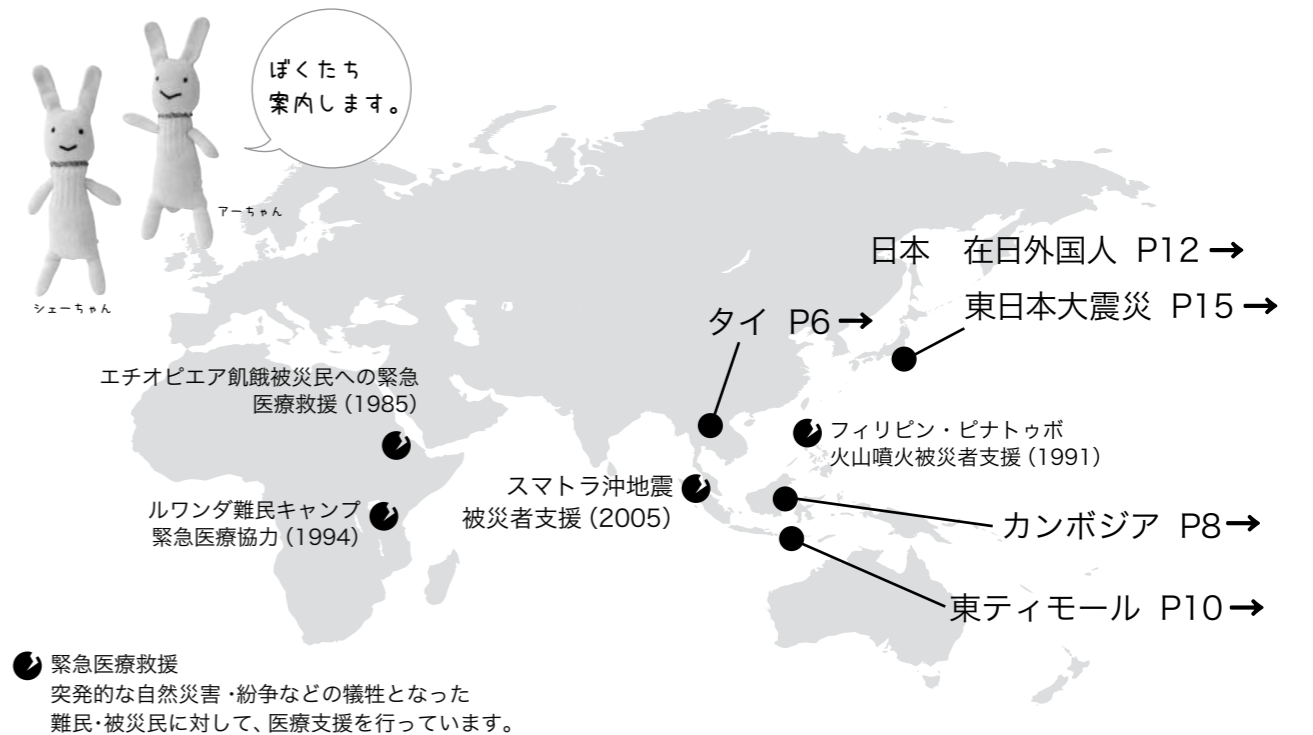 ぼくたち
案内します。
アーちゃん
シェーちゃん
日本　在日外国人 P12 →
東日本大震災 P15 →
タイ P6 →
エチオピエア飢餓被災民への緊急
医療救援（1985）
フィリピン・ピナトゥボ
火山噴火被災者支援（1991）
スマトラ沖地震
被災者支援（2005）
ルワンダ難民キャンプ
緊急医療協力（1994）
カンボジア P8→
東ティモール P10→
緊急医療救援
突発的な自然災害・紛争などの犠牲となった
難民・被災民に対して、医療支援を行っています。